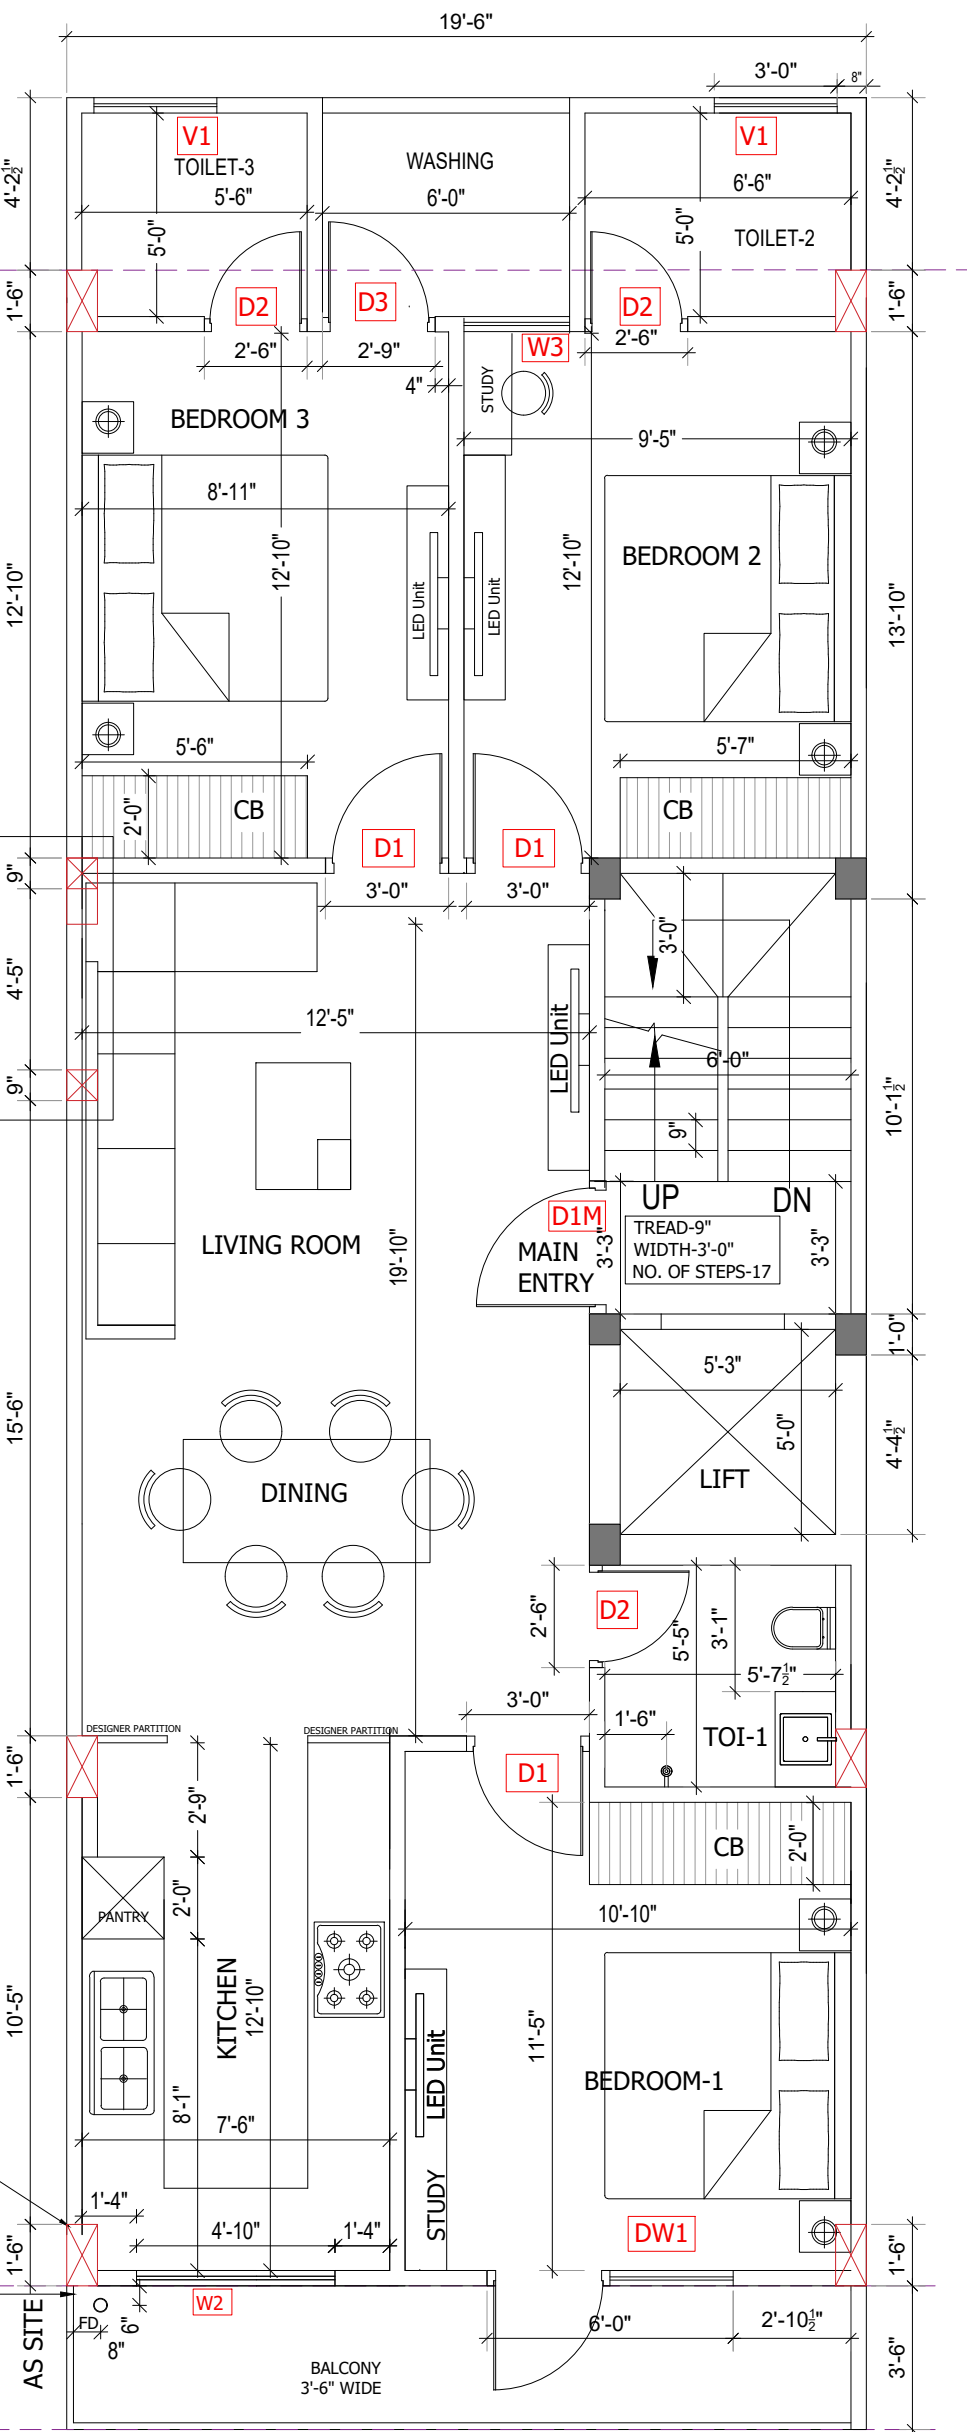 19'-6"
3'-0"
8"
V1
V1
TOILET-3
WASHING
4'-2½"
4'-2½"
5'-6"
6'-0"
6'-6"
5'-0"
5'-0"
TOILET-2
D2
D3
D2
1'-6"
1'-6"
2'-6"
2'-9"
W3
2'-6"
4"
STUDY
BEDROOM 3
9'-5"
8'-11"
12'-10"
12'-10"
12'-10"
BEDROOM 2
13'-10"
LED Unit
LED Unit
5'-6"
5'-7"
2'-0"
CB
CB
D1
D1
9"
3'-0"
3'-0"
3'-0"
4'-5"
12'-5"
LED Unit
6'-0"
9"
9"
10'-1½"
UP
DN
D1M
TREAD-9"
WIDTH-3'-0"
NO. OF STEPS-17
MAIN
ENTRY
3'-3"
3'-3"
LIVING ROOM
19'-10"
1'-0"
5'-3"
15'-6"
5'-0"
4'-4½"
LIFT
DINING
2'-6"
D2
5'-5"
3'-1"
5'-7½"
3'-0"
1'-6"
TOI-1
DESIGNER PARTITION
DESIGNER PARTITION
1'-6"
D1
2'-9"
CB
2'-0"
2'-0"
PANTRY
10'-10"
KITCHEN
12'-10"
10'-5"
11'-5"
8'-1"
LED Unit
BEDROOM-1
7'-6"
STUDY
1'-4"
4'-10"
1'-4"
DW1
1'-6"
1'-6"
W2
AS SITE
FD
6"
8"
6'-0"
2'-10½"
3'-6"
BALCONY
3'-6" WIDE